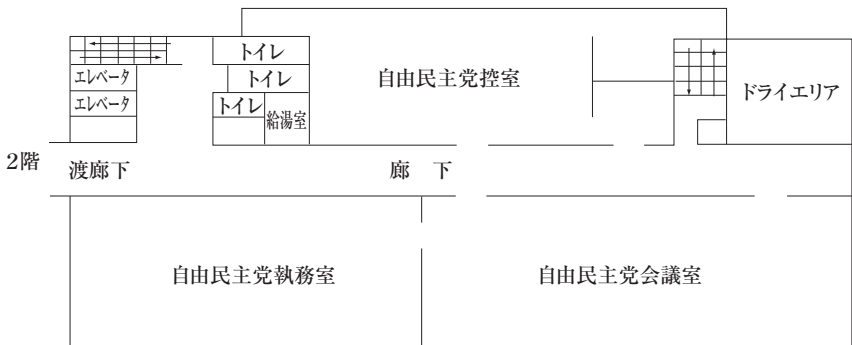 トイレ
エレベータ
トイレ
自由民主党控室
ドライエリア
エレベータ
トイレ
給湯室
2階
渡廊下
廊 下
自由民主党執務室
自由民主党会議室